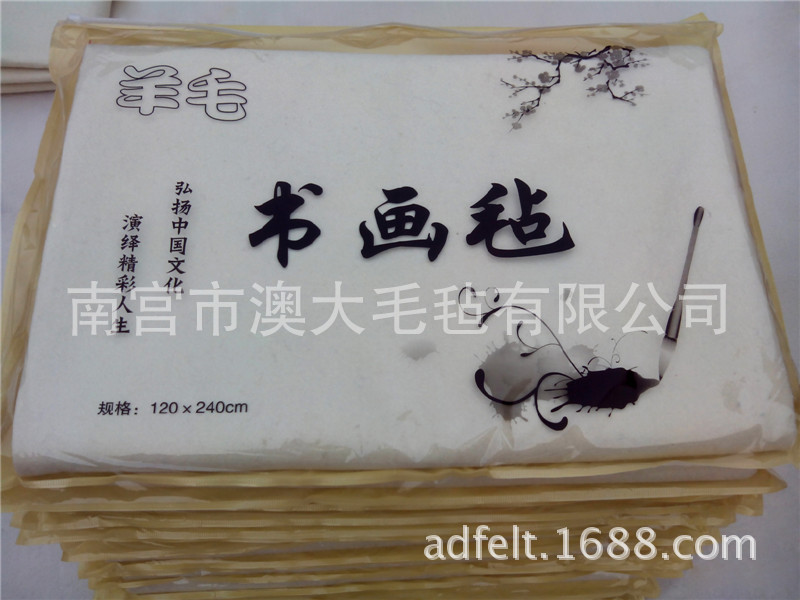 羊毛
书画毡
弘扬中国文化
演绎精彩人生
南宫市澳大毛毡有限公司
规格：120×240cm
adfelt.1688.com